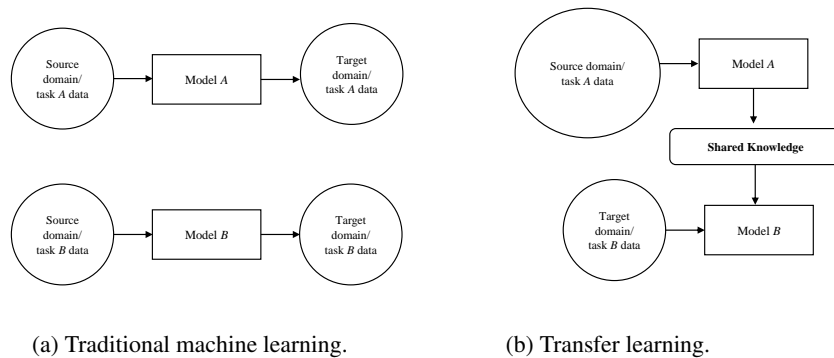 Source
domain/
task A data
Model A
Target
domain/
task A data
Source
domain/
task B data
Model B
Target
domain/
task B data
(a) Traditional machine learning.
Source domain/
task A data
Model A
Shared Knowledge
Target
domain/
task B data
Model B
(b) Transfer learning.